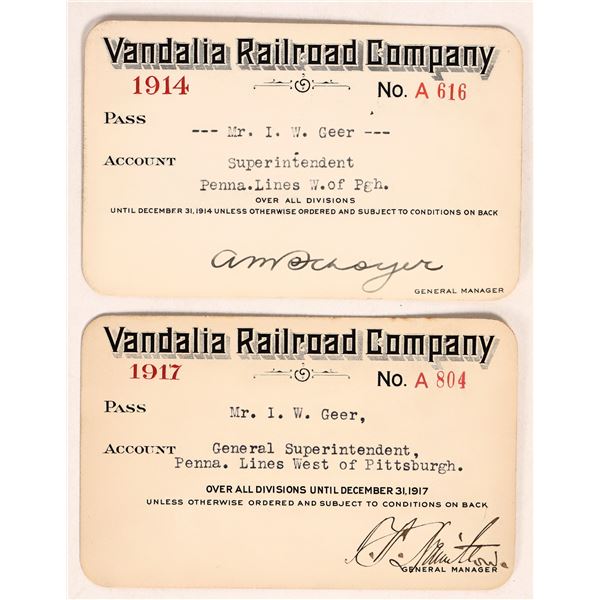 Vandalia Railroad Company
1914 No. A 616
PASS --- Mr. I. W. Geer ---
ACCOUNT Superintendent
Penna.Lines W.of Pgh.
OVER ALL DIVISIONS
UNTIL DECEMBER 31, 1914 UNLESS OTHERWISE ORDERED AND SUBJECT TO CONDITIONS ON BACK
AM Schoyer
GENERAL MANAGER
Vandalia Railroad Company
1917 No. A 804
PASS Mr. I. W. Geer,
ACCOUNT General Superintendent,
Penna. Lines West of Pittsburgh.
OVER ALL DIVISIONS UNTIL DECEMBER 31, 1917
UNLESS OTHERWISE ORDERED AND SUBJECT TO CONDITIONS ON BACK
GENERAL MANAGER